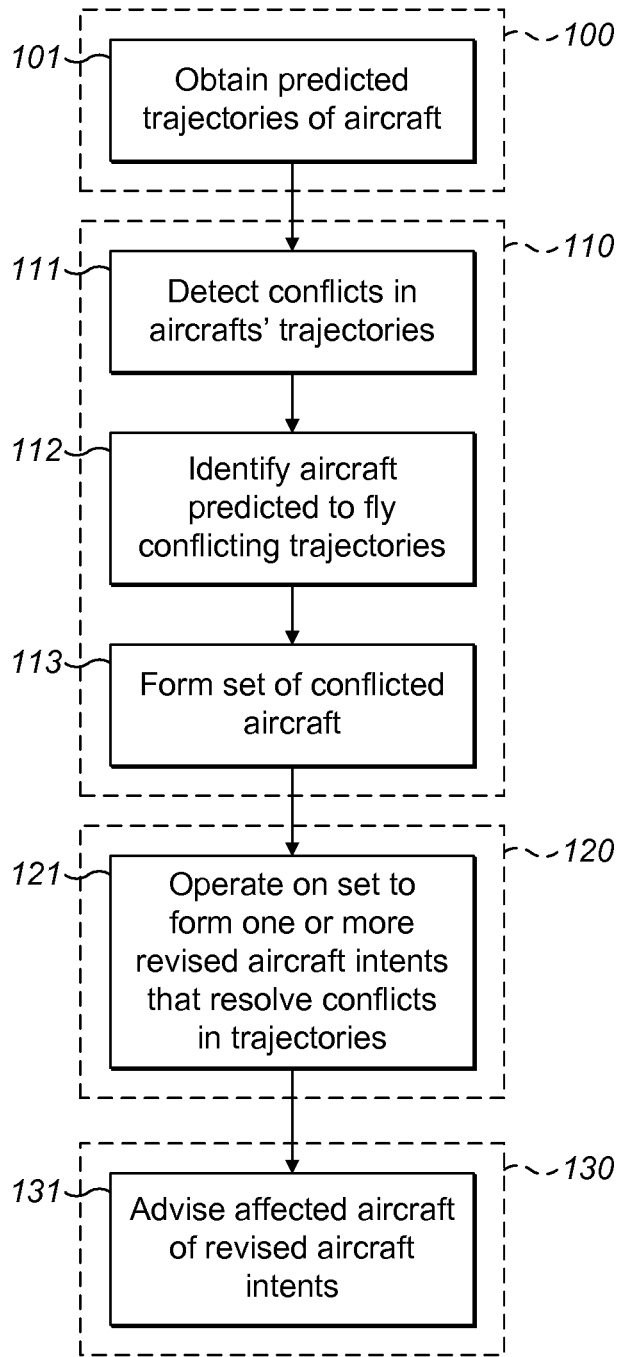 100
101
Obtain predicted
trajectories of aircraft
110
111
Detect conflicts in
aircrafts’ trajectories
112
Identify aircraft
predicted to fly
conflicting trajectories
113
Form set of conflicted
aircraft
120
121
Operate on set to
form one or more
revised aircraft intents
that resolve conflicts
in trajectories
130
131
Advise affected aircraft
of revised aircraft
intents